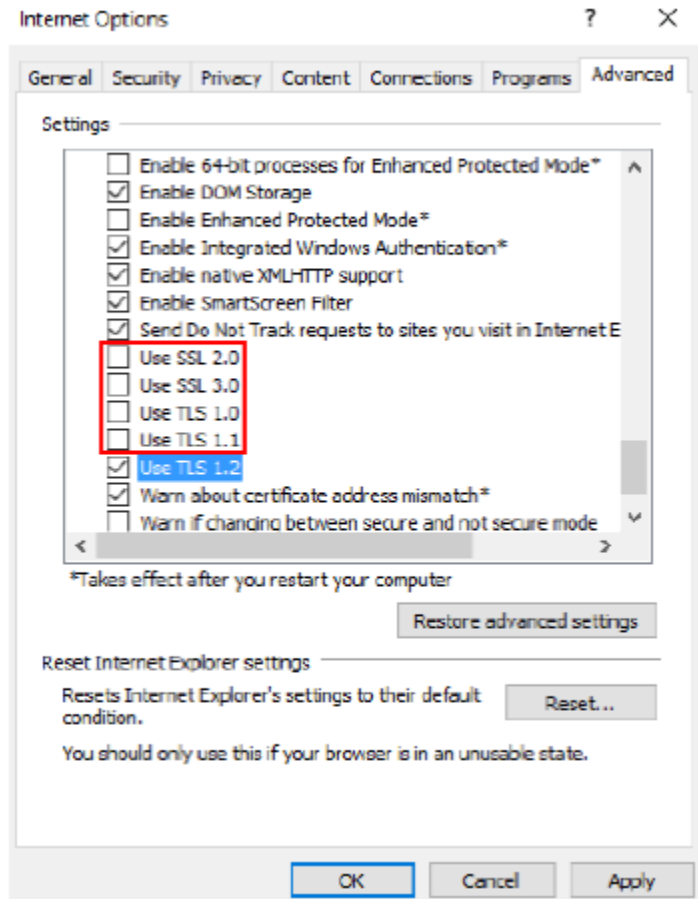 Internet Options
General Security Privacy Content Connections Programs Advanced
Settings
Enable 64-bit processes for Enhanced Protected Mode*
Enable DOM Storage
Enable Enhanced Protected Mode*
Enable Integrated Windows Authentication*
Enable native XMLHTTP support
Enable SmartScreen Filter
Send Do Not Track requests to sites you visit in Internet E
Use SSL 2.0
Use SSL 3.0
Use TLS 1.0
Use TLS 1.1
Use TLS 1.2
Warn about certificate address mismatch*
Warn if changing between secure and not secure mode
*Takes effect after you restart your computer
Restore advanced settings
Reset Internet Explorer settings
Resets Internet Explorer's settings to their default
condition.
Reset...
You should only use this if your browser is in an unusable state.
OK Cancel Apply